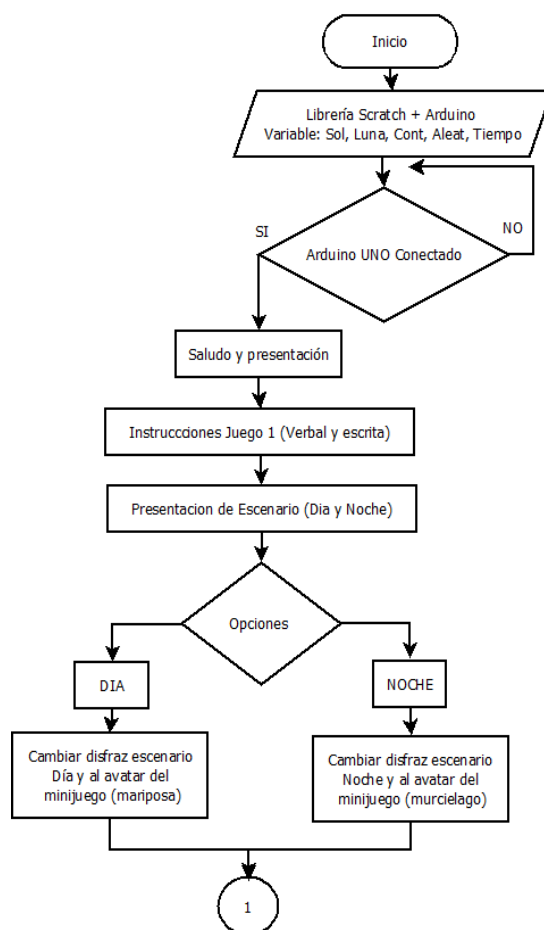 Inicio
Librería Scratch + Arduino
Variable: Sol, Luna, Cont, Aleat, Tiempo
SI
NO
Arduino UNO Conectado
Saludo y presentación
Instruccciones Juego 1 (Verbal y escrita)
Presentacion de Escenario (Dia y Noche)
Opciones
DIA
NOCHE
Cambiar disfraz escenario
Día y al avatar del
minijuego (mariposa)
Cambiar disfraz escenario
Noche y al avatar del
minijuego (murcielago)
1